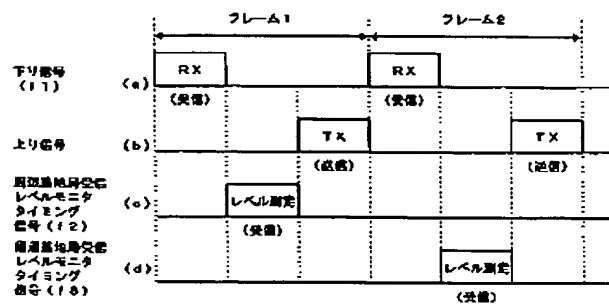 フレーム1 フレーム2
下り信号 (a) RX RX
(f1) (受信) (受信)
上り信号 (b) TX TX
(送信) (送信)
周辺基地局受信
レベルモニタ (c) レベル測定
タイミング (受信)
信号(f2)
基地局受信
レベルモニタ (d) レベル測定
タイミング
信号 (受信)